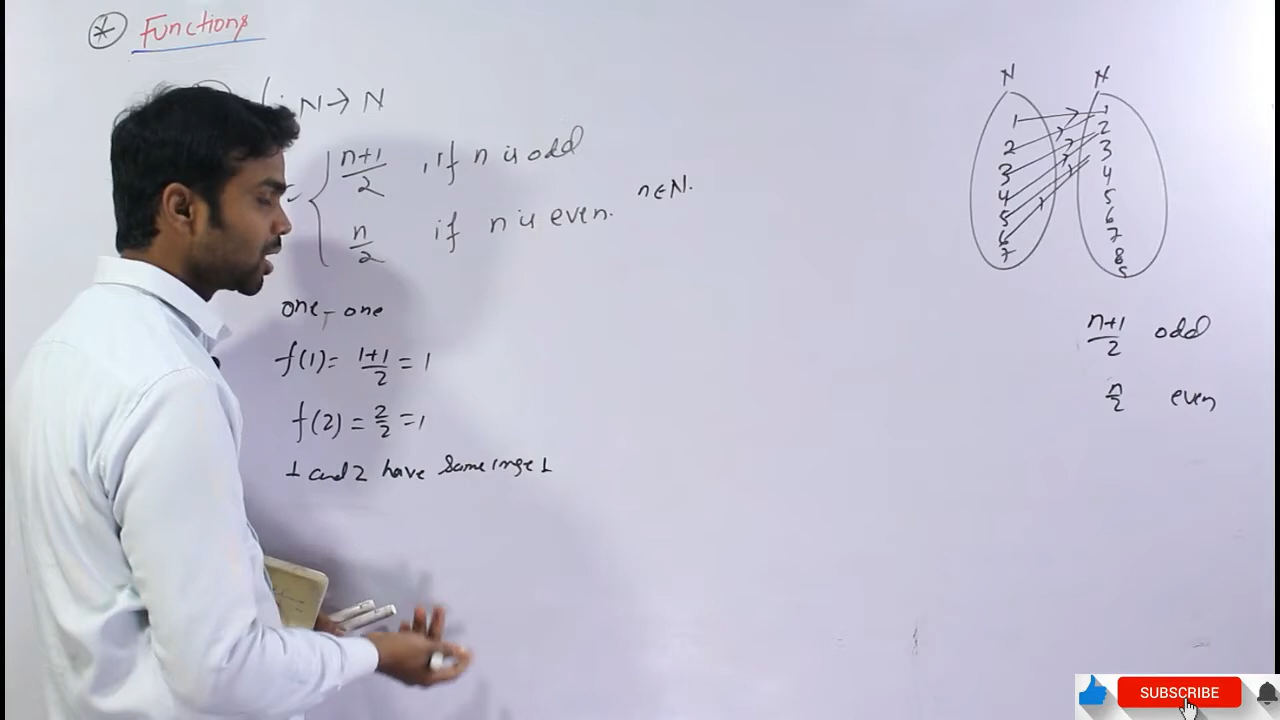 * Functions
: N → N
n+1/2 , if n is odd
n/2 if n is even. n∈N.
one-one
f(1) = 1+1/2 = 1
f(2) = 2/2 = 1
1 and 2 have same imge 1
N N
1 1
2 2
3 3
4 4
5 5
6 6
7 7
8
n+1/2 odd
n/2 even
SUBSCRIBE